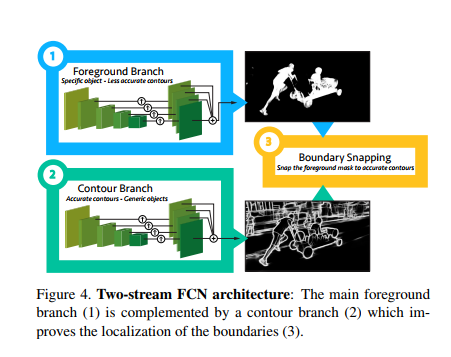 1
Foreground Branch
Specific object - Less accurate contours
3
Boundary Snapping
Snap the foreground mask to accurate contours
2
Contour Branch
Accurate contours - Generic objects
Figure 4. Two-stream FCN architecture: The main foreground
branch (1) is complemented by a contour branch (2) which im-
proves the localization of the boundaries (3).